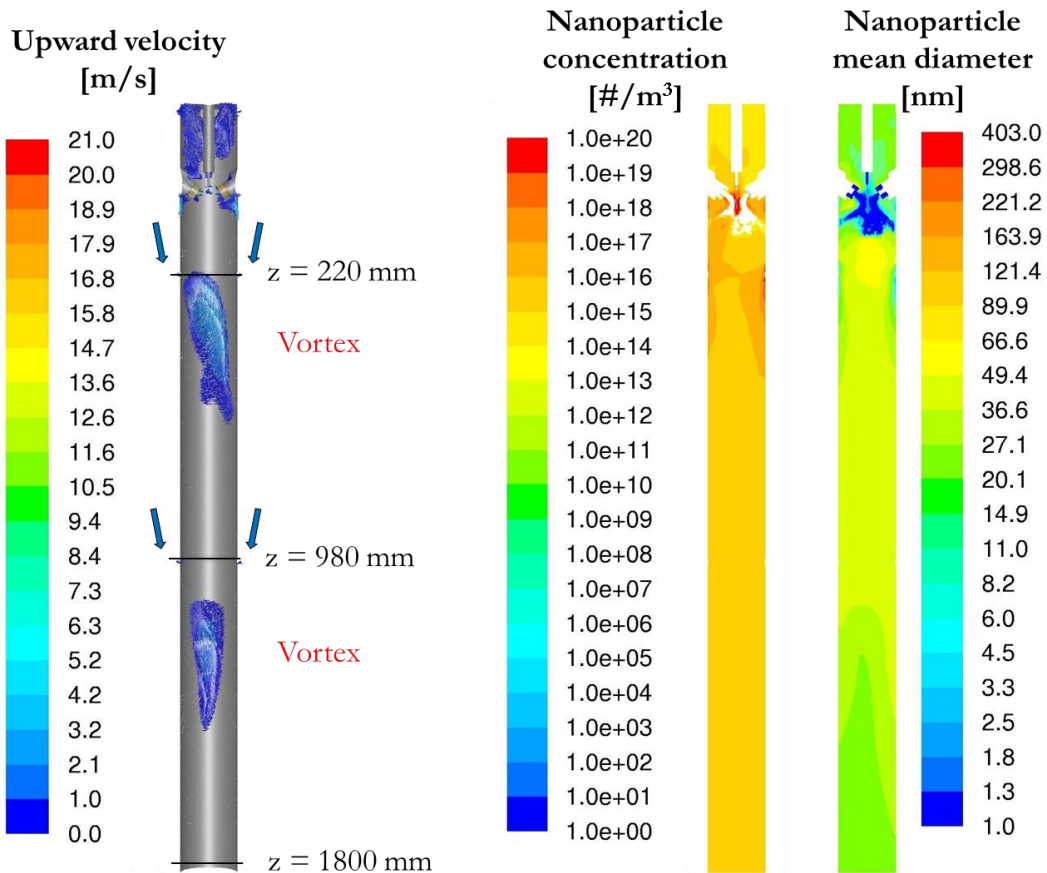 Upward velocity
[m/s]
21.0
20.0
18.9
17.9
16.8
15.8
14.7
13.6
12.6
11.6
10.5
9.4
8.4
7.3
6.3
5.2
4.2
3.2
2.1
1.0
0.0
z = 220 mm
Vortex
z = 980 mm
Vortex
z = 1800 mm
Nanoparticle
concentration
[#/m³]
1.0e+20
1.0e+19
1.0e+18
1.0e+17
1.0e+16
1.0e+15
1.0e+14
1.0e+13
1.0e+12
1.0e+11
1.0e+10
1.0e+09
1.0e+08
1.0e+07
1.0e+06
1.0e+05
1.0e+04
1.0e+03
1.0e+02
1.0e+01
1.0e+00
Nanoparticle
mean diameter
[nm]
403.0
298.6
221.2
163.9
121.4
89.9
66.6
49.4
36.6
27.1
20.1
14.9
11.0
8.2
6.0
4.5
3.3
2.5
1.8
1.3
1.0